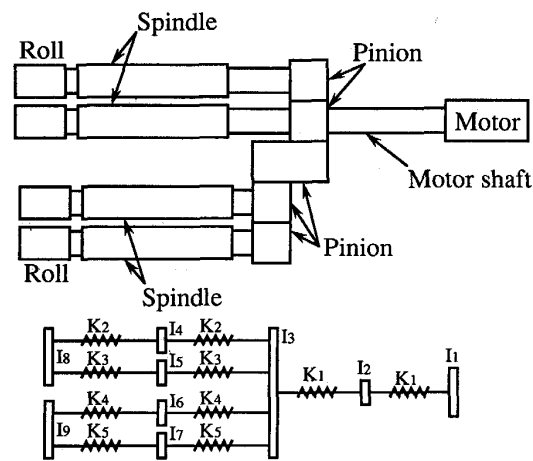 Spindle
Roll
Pinion
Motor
Motor shaft
Pinion
Roll
Spindle
K2 I4 K2 I3
I8 K3 I5 K3 K1 I2 K1 I1
K4 I6 K4
I9 K5 I7 K5